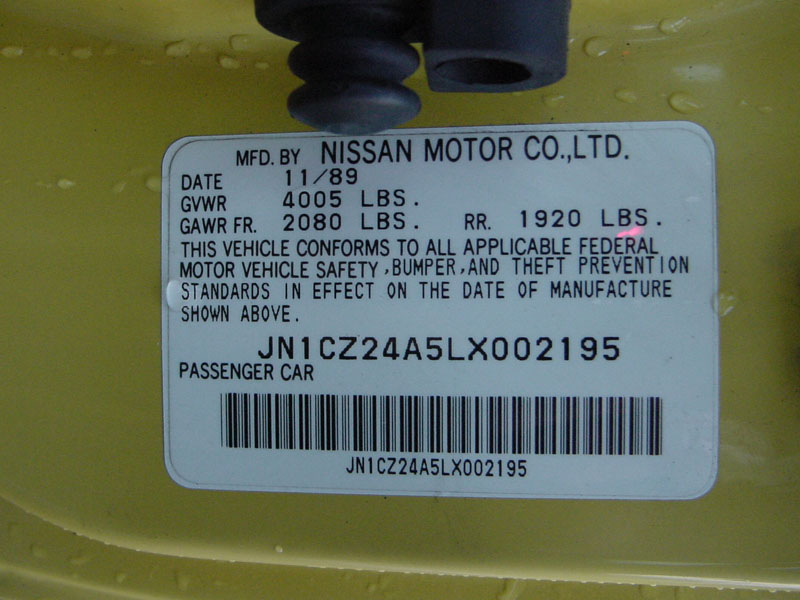 MFD. BY NISSAN MOTOR CO.,LTD.
DATE 11/89
GVWR 4005 LBS.
GAWR FR. 2080 LBS. RR. 1920 LBS.
THIS VEHICLE CONFORMS TO ALL APPLICABLE FEDERAL
MOTOR VEHICLE SAFETY ,BUMPER,AND THEFT PREVENTION
STANDARDS IN EFFECT ON THE DATE OF MANUFACTURE
SHOWN ABOVE.
JN1CZ24A5LX002195
PASSENGER CAR
JN1CZ24A5LX002195